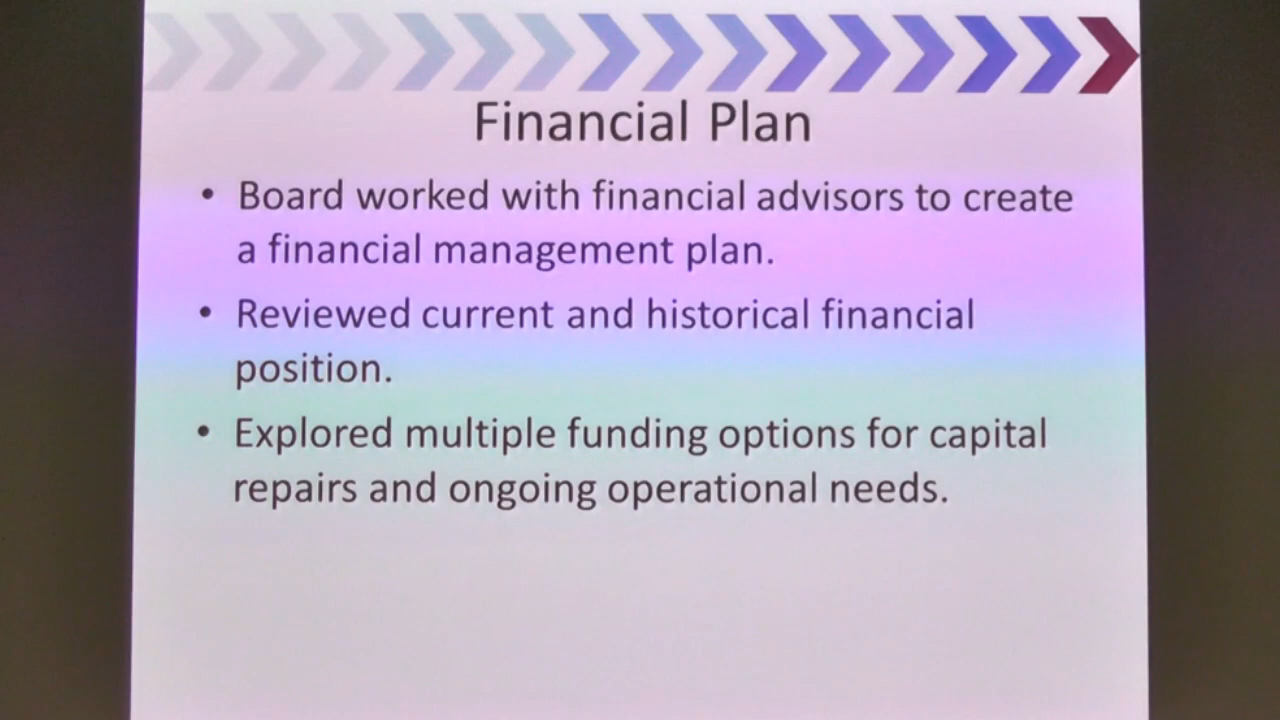 Financial Plan
• Board worked with financial advisors to create
a financial management plan.
• Reviewed current and historical financial
position.
• Explored multiple funding options for capital
repairs and ongoing operational needs.